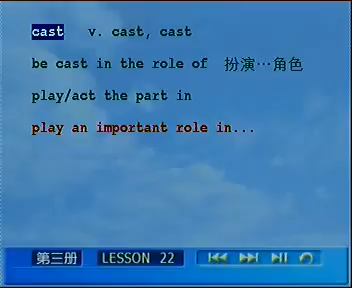 cast v. cast, cast
be cast in the role of 扮演…角色
play/act the part in
play an important role in...
第三册 LESSON 22